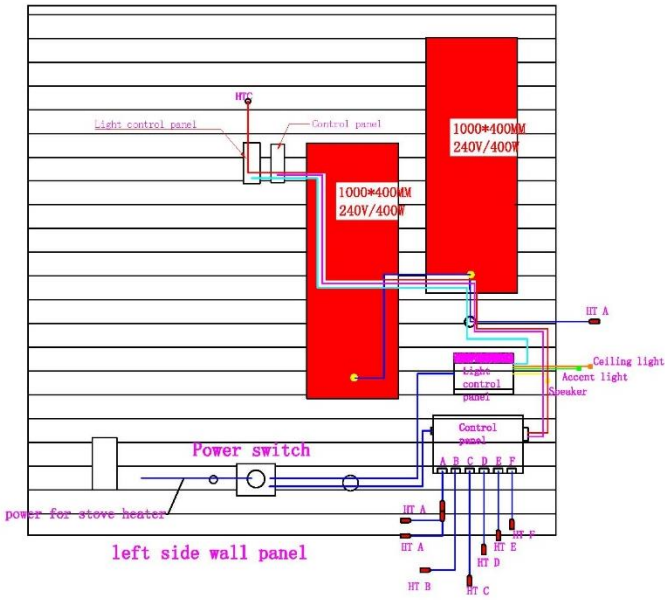 HTC
Light control panel
Control panel
1000*400MM
240V/400W
1000*400MM
240V/400W
HT A
Ceiling light
Accent light
Speaker
Light
control
panel
Control
panel
A B C D E F
Power switch
power for stove heater
HT A
HT A
HT F
HT E
HT D
HT B
HT C
left side wall panel